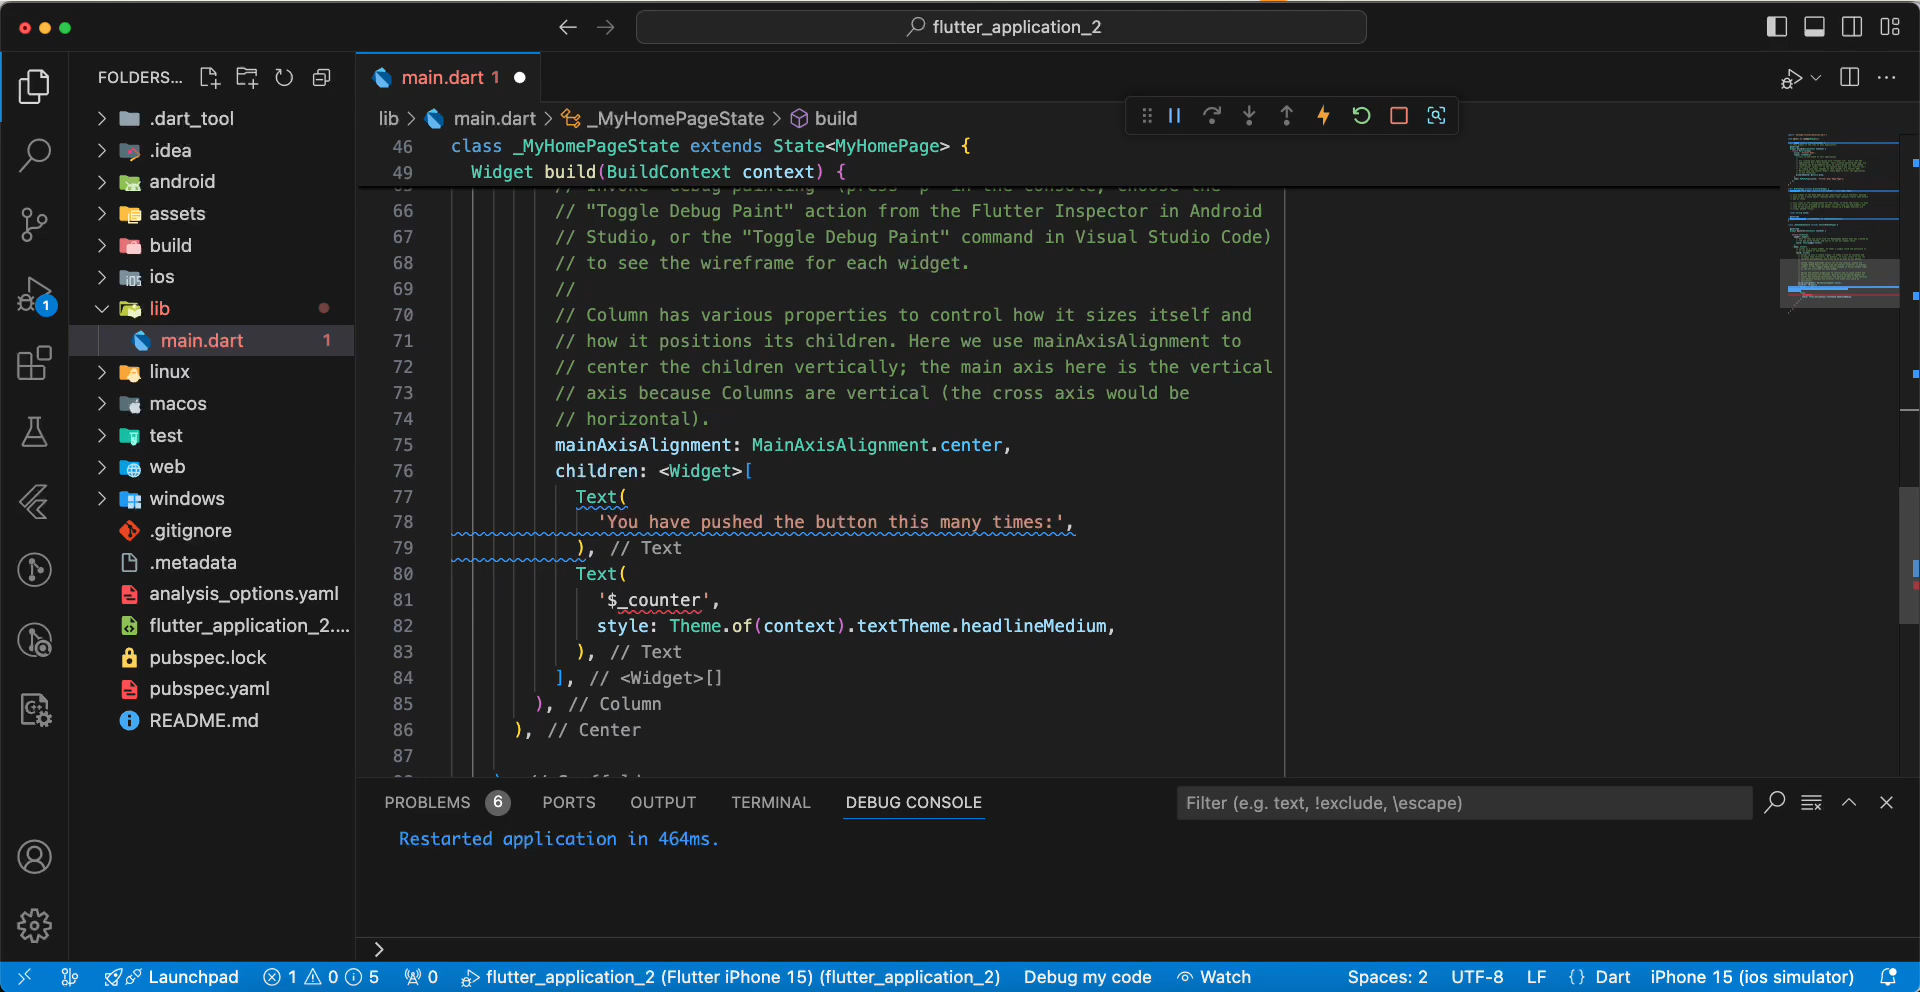 flutter_application_2
FOLDERS...
main.dart 1
lib > main.dart > _MyHomePageState > build
.dart_tool
.idea
android
assets
build
ios
lib
main.dart 1
linux
macos
test
web
windows
.gitignore
.metadata
analysis_options.yaml
flutter_application_2....
pubspec.lock
pubspec.yaml
README.md
1
46 class _MyHomePageState extends State<MyHomePage> {
49 Widget build(BuildContext context) {
66 // "Toggle Debug Paint" action from the Flutter Inspector in Android
67 // Studio, or the "Toggle Debug Paint" command in Visual Studio Code)
68 // to see the wireframe for each widget.
69 //
70 // Column has various properties to control how it sizes itself and
71 // how it positions its children. Here we use mainAxisAlignment to
72 // center the children vertically; the main axis here is the vertical
73 // axis because Columns are vertical (the cross axis would be
74 // horizontal).
75 mainAxisAlignment: MainAxisAlignment.center,
76 children: <Widget>[
77 Text(
78 'You have pushed the button this many times:',
79 ), // Text
80 Text(
81 '$_counter',
82 style: Theme.of(context).textTheme.headlineMedium,
83 ), // Text
84 ], // <Widget>[]
85 ), // Column
86 ), // Center
87
PROBLEMS 6 PORTS OUTPUT TERMINAL DEBUG CONSOLE Filter (e.g. text, !exclude, \escape)
Restarted application in 464ms.
>
Launchpad 1 0 5 0 flutter_application_2 (Flutter iPhone 15) (flutter_application_2) Debug my code Watch Spaces: 2 UTF-8 LF {} Dart iPhone 15 (ios simulator)